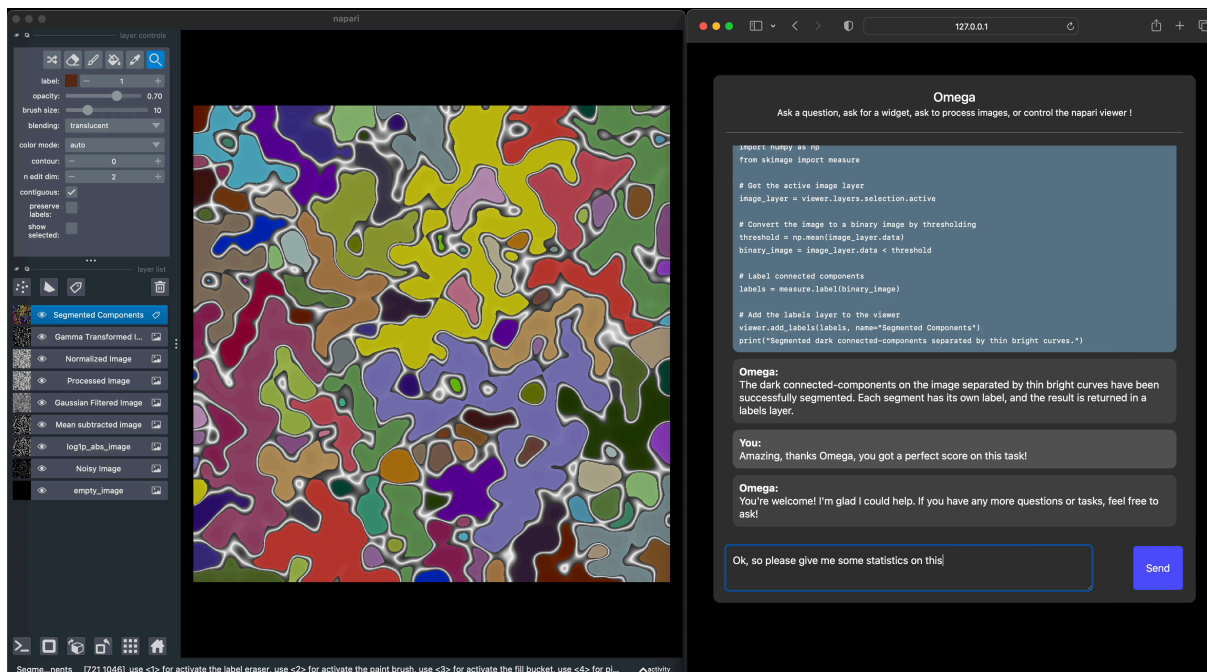 napari
layer controls
label:
1
opacity:
0.70
brush size:
10
blending:
translucent
color mode:
auto
contour:
0
n edit dim:
2
contiguous:
preserve
labels:
show
selected:
layer list
Segmented Components
Gamma Transformed I...
Normalized Image
Processed Image
Gaussian Filtered Image
Mean subtracted image
log1p_abs_image
Noisy Image
empty_image
Segme...nents [721 1046] use <1> for activate the label eraser, use <2> for activate the paint brush, use <3> for activate the fill bucket, use <4> for pi...
activity
127.0.0.1
Omega
Ask a question, ask for a widget, ask to process images, or control the napari viewer !
import numpy as np
from skimage import measure
# Get the active image layer
image_layer = viewer.layers.selection.active
# Convert the image to a binary image by thresholding
threshold = np.mean(image_layer.data)
binary_image = image_layer.data < threshold
# Label connected components
labels = measure.label(binary_image)
# Add the labels layer to the viewer
viewer.add_labels(labels, name="Segmented Components")
print("Segmented dark connected-components separated by thin bright curves.")
Omega:
The dark connected-components on the image separated by thin bright curves have been
successfully segmented. Each segment has its own label, and the result is returned in a
labels layer.
You:
Amazing, thanks Omega, you got a perfect score on this task!
Omega:
You're welcome! I'm glad I could help. If you have any more questions or tasks, feel free to
ask!
Ok, so please give me some statistics on this
Send